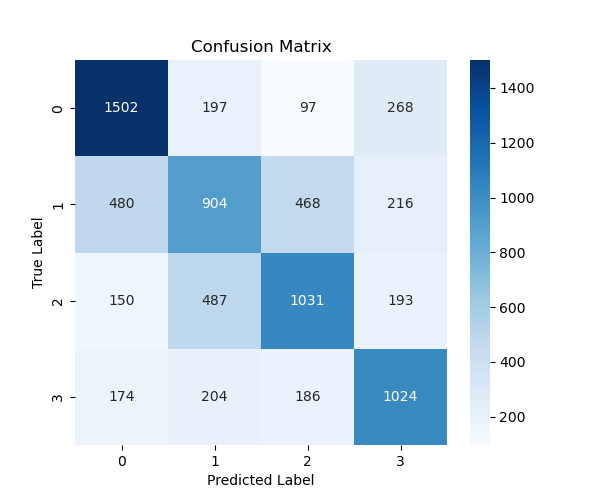 Confusion Matrix
0 1502 197 97 268
1 480 904 468 216
2 150 487 1031 193
3 174 204 186 1024
0 1 2 3
Predicted Label
True Label
1400
1200
1000
800
600
400
200